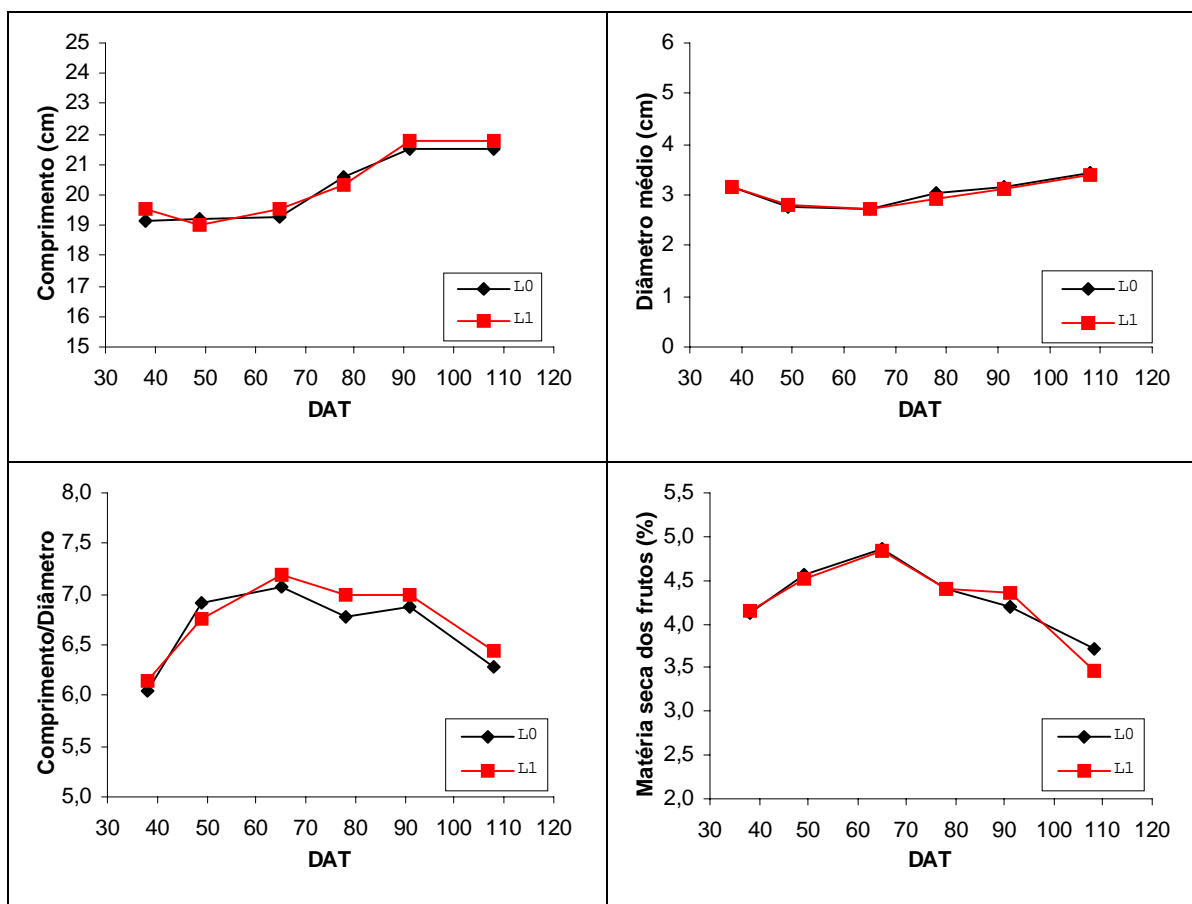 Comprimento (cm)
25
24
23
22
21
20
19
18
17
16
15
30 40 50 60 70 80 90 100 110 120
DAT
L0
L1
Diâmetro médio (cm)
6
5
4
3
2
1
0
30 40 50 60 70 80 90 100 110 120
DAT
L0
L1
Comprimento/Diâmetro
8,0
7,5
7,0
6,5
6,0
5,5
5,0
30 40 50 60 70 80 90 100 110 120
DAT
L0
L1
Matéria seca dos frutos (%)
5,5
5,0
4,5
4,0
3,5
3,0
2,5
2,0
30 40 50 60 70 80 90 100 110 120
DAT
L0
L1